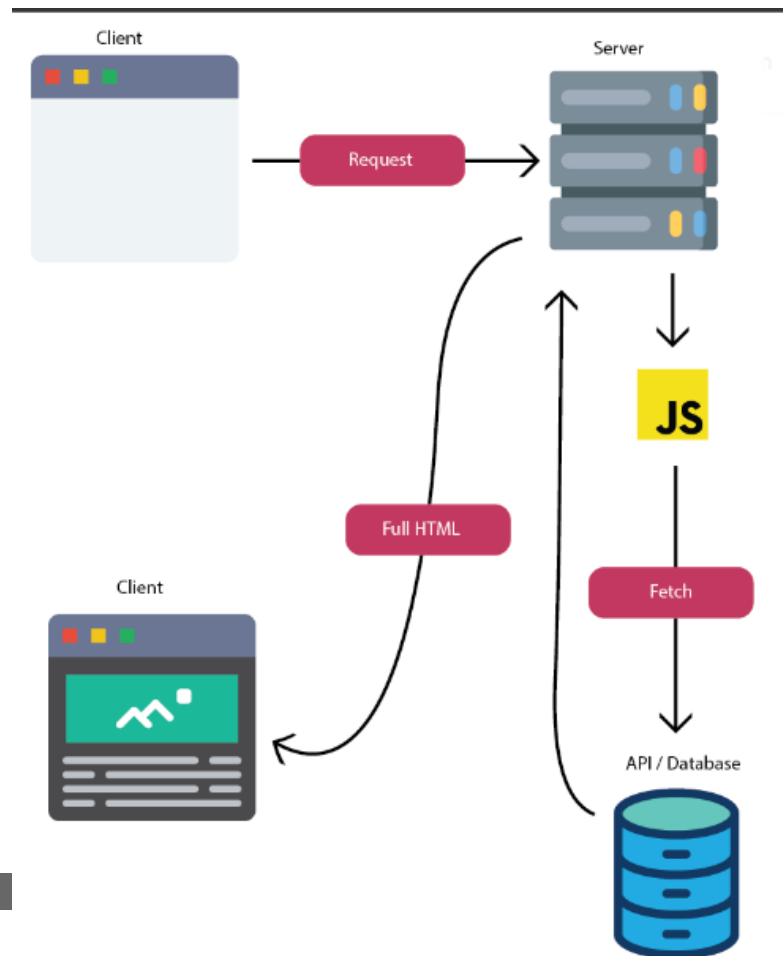 Client
Server
Request
JS
Full HTML
Fetch
Client
API / Database